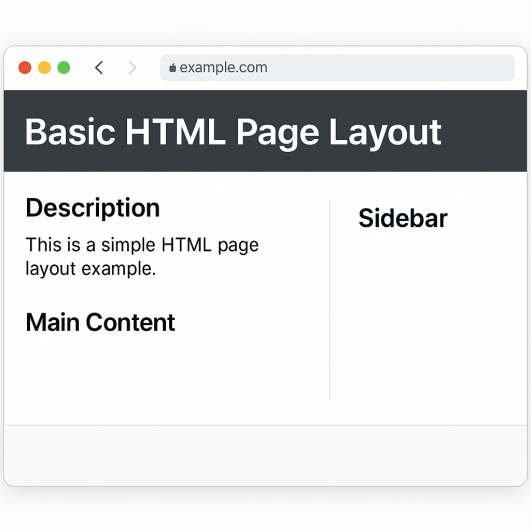 example.com
Basic HTML Page Layout
Description
This is a simple HTML page
layout example.
Main Content
Sidebar